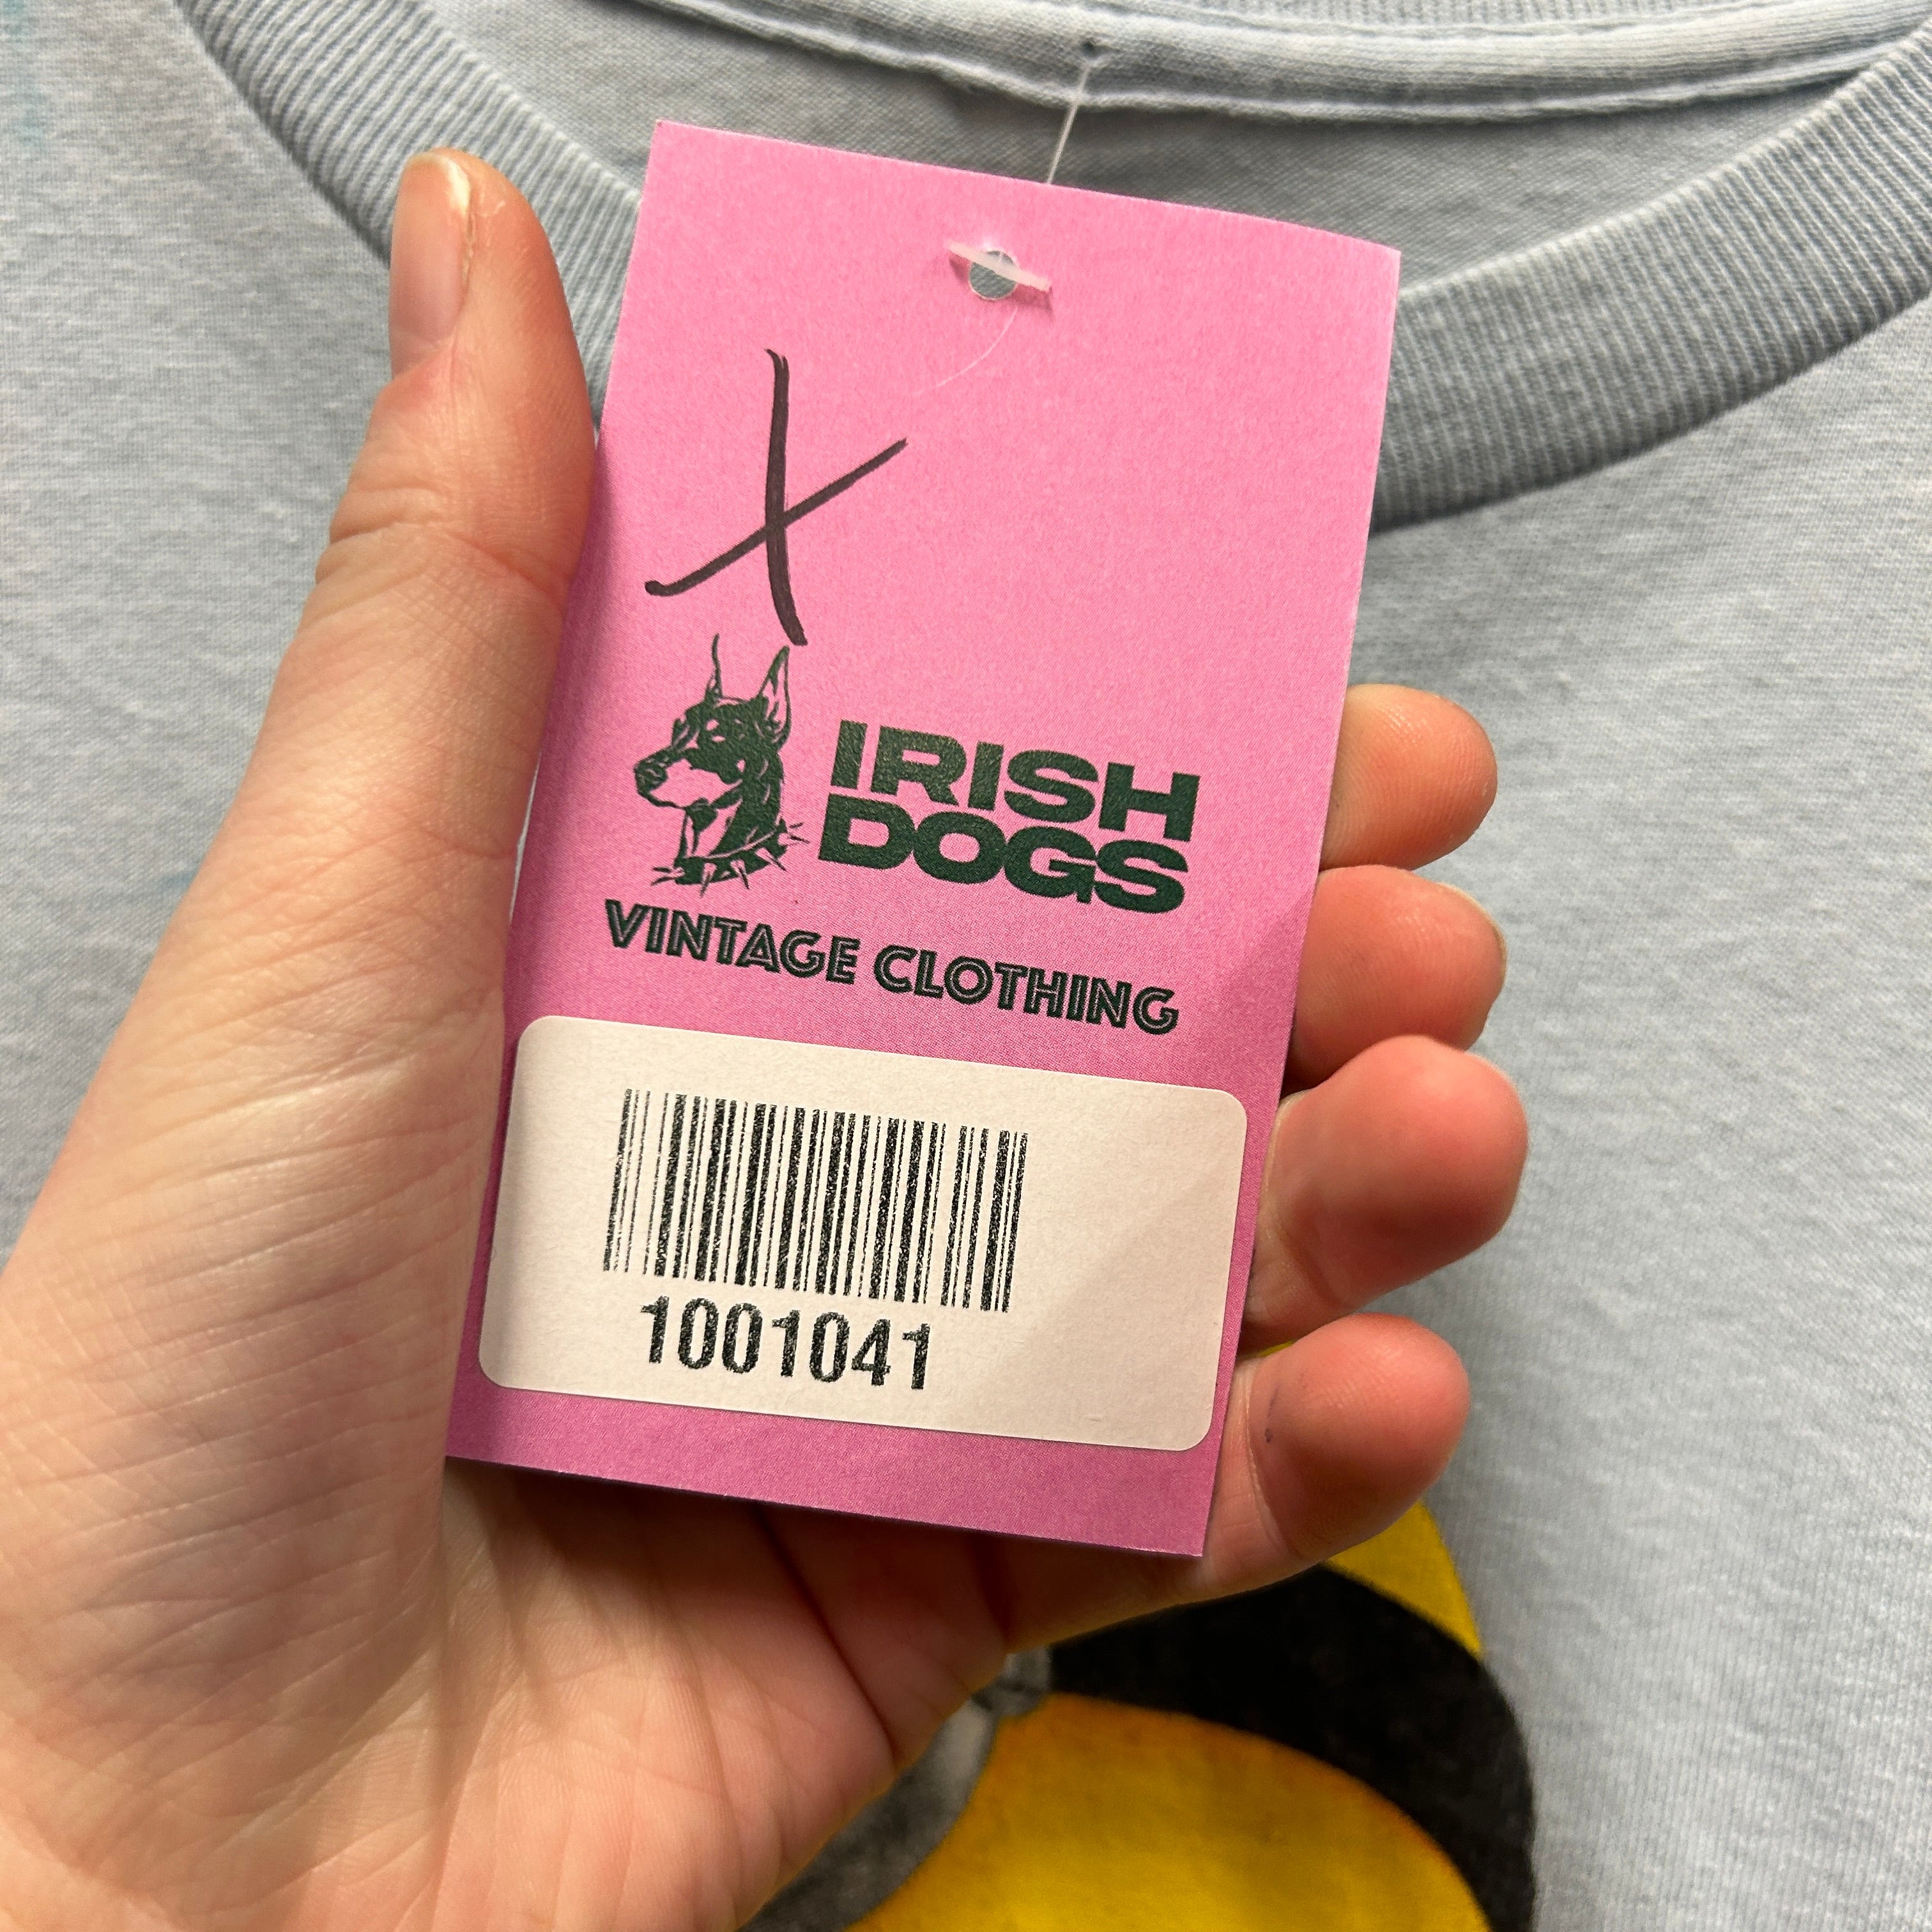 X
IRISH
DOGS
VINTAGE CLOTHING
1001041